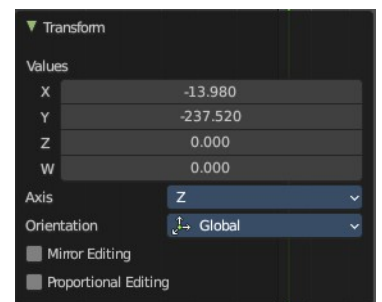 Transform
Values
X -13.980
Y -237.520
Z 0.000
W 0.000
Axis Z
Orientation Global
Mirror Editing
Proportional Editing